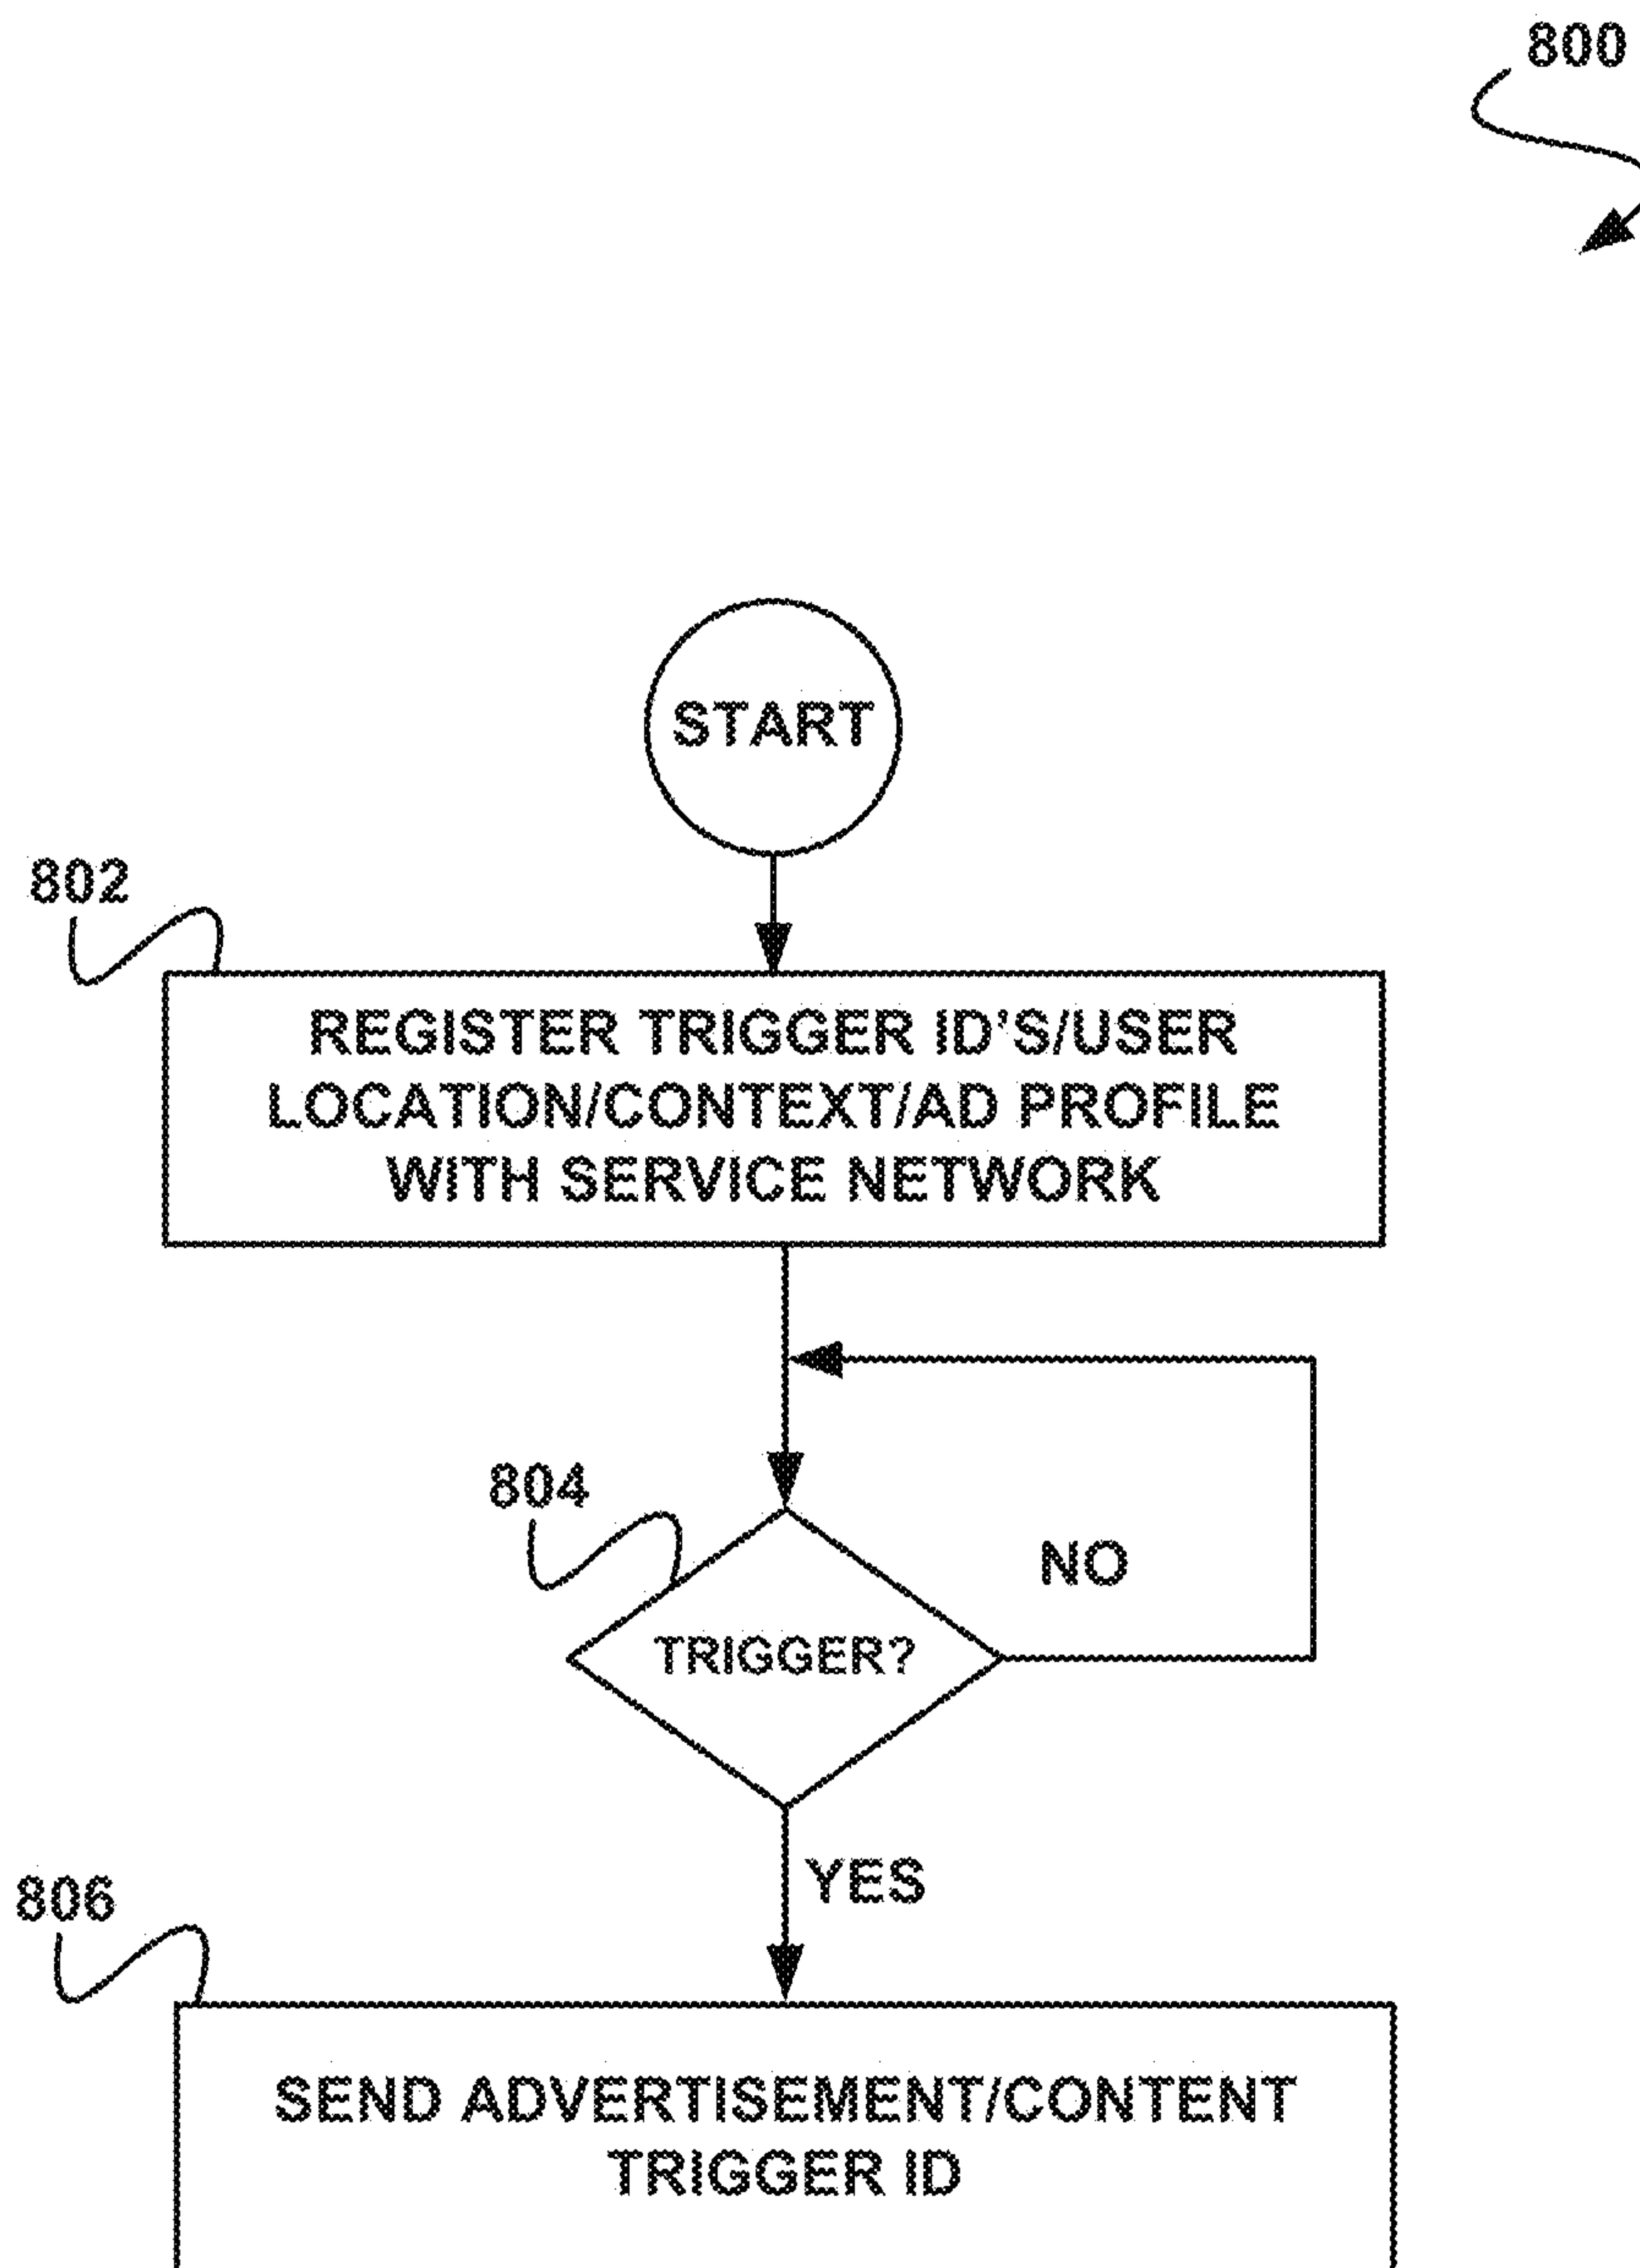 800
START
802
REGISTER TRIGGER ID'S/USER
LOCATION/CONTEXT/AD PROFILE
WITH SERVICE NETWORK
804
NO
TRIGGER?
YES
806
SEND ADVERTISEMENT/CONTENT
TRIGGER ID